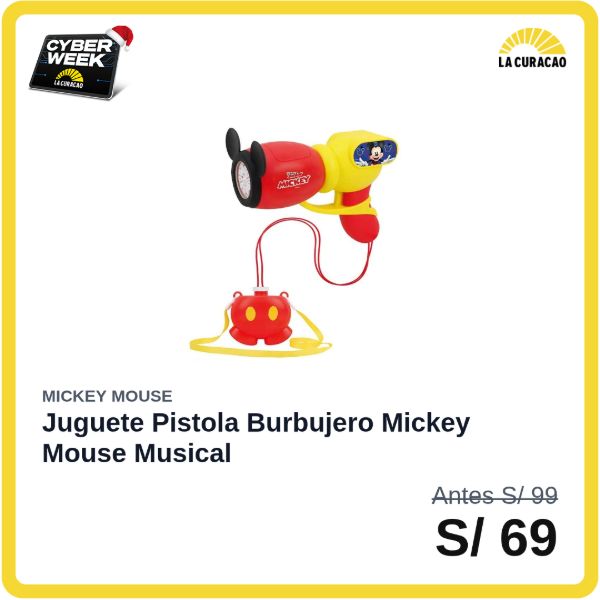 CYBER
WEEK
LA CURACAO
LA CURACAO
MICKEY
MICKEY MOUSE
Juguete Pistola Burbujero Mickey
Mouse Musical
Antes S/ 99
S/ 69